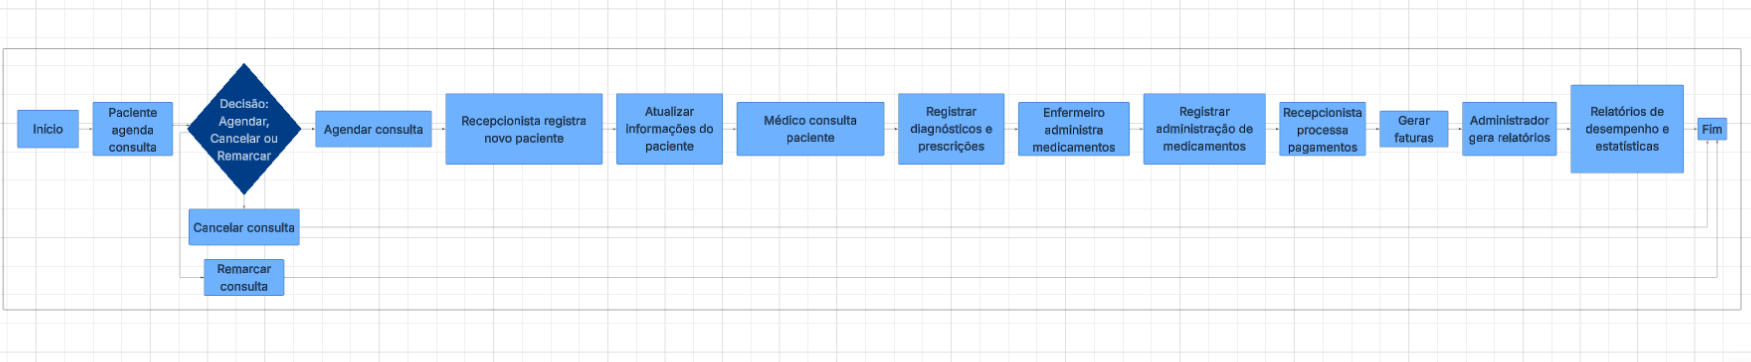 Início
Paciente
agenda
consulta
Decisão:
Agendar,
Cancelar ou
Remarcar
Agendar consulta
Recepcionista registra
novo paciente
Atualizar
informações do
paciente
Médico consulta
paciente
Registrar
diagnósticos e
prescrições
Enfermeiro
administra
medicamentos
Registrar
administração de
medicamentos
Recepcionista
processa
pagamentos
Gerar
faturas
Administrador
gera relatórios
Relatórios de
desempenho e
estatísticas
Fim
Cancelar consulta
Remarcar
consulta